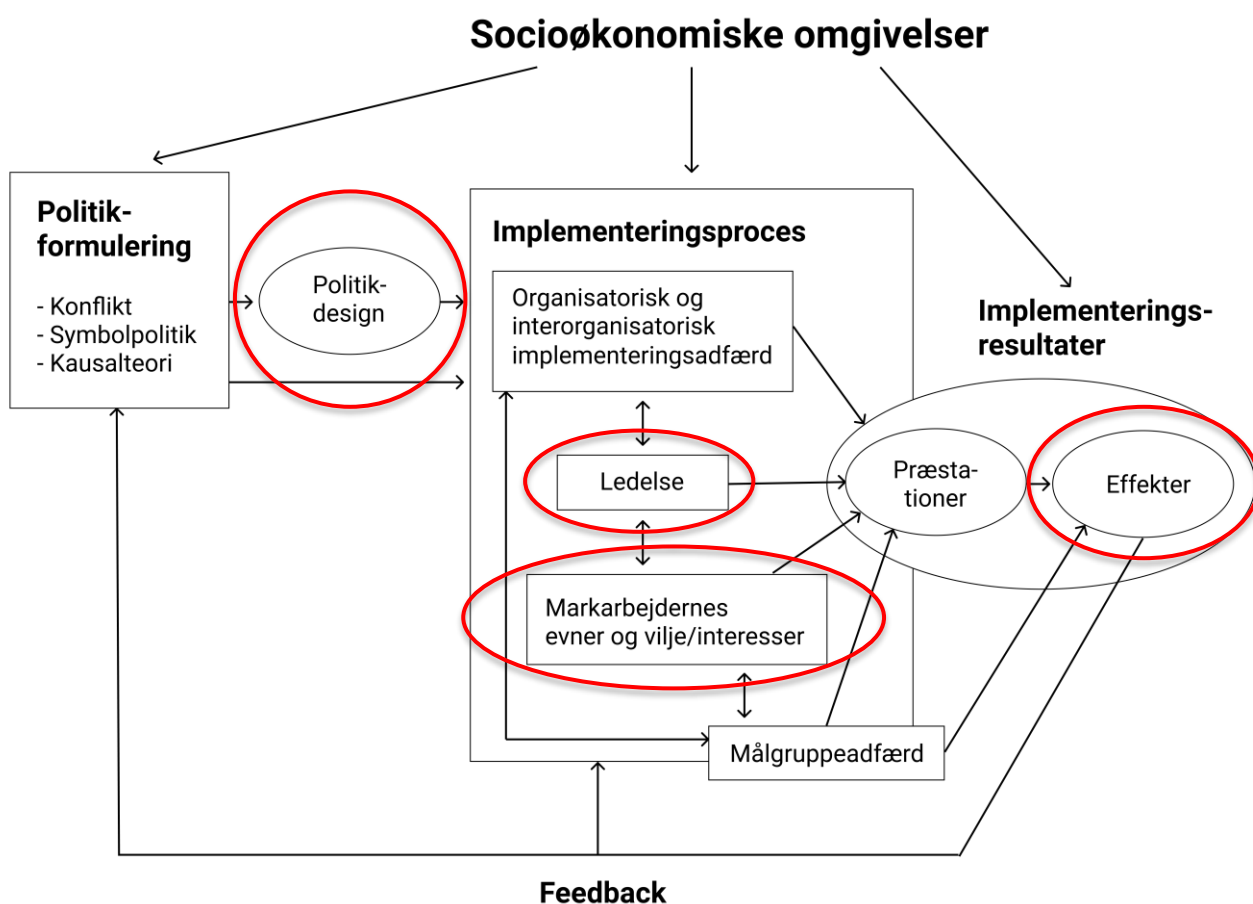 Socioøkonomiske omgivelser
Politik-
formulering
- Konflikt
- Symbolpolitik
- Kausalteori
Politik-
design
Implementeringsproces
Organisatorisk og
interorganisatorisk
implementeringsadfærd
Ledelse
Markarbejdernes
evner og vilje/interesser
Målgruppeadfærd
Implementerings-
resultater
Præsta-
tioner
Effekter
Feedback